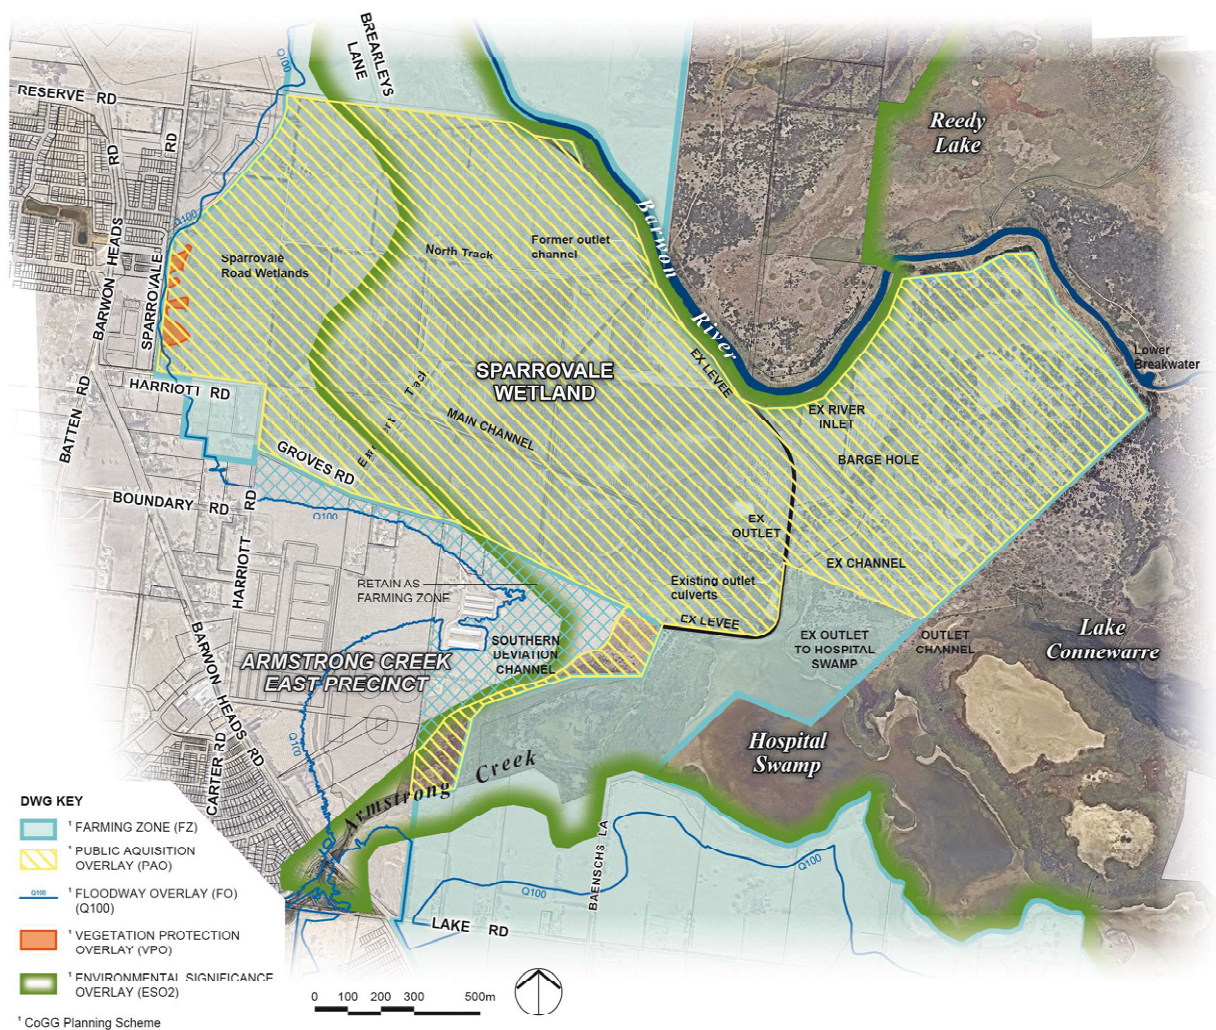 BREARLEYS
LANE
Q100
RESERVE RD
RD
RD
Reedy
Lake
Q100
BARWON HEADS
SPARROVALE
Sparrovale
Road Wetlands
North Track
Former outlet
channel
Barwon
River
Lower
Breakwater
SPARROVALE
WETLAND
EX LEVEE
EX RIVER
INLET
HARRIOTT RD
BATTEN RD
Track
MAIN CHANNEL
BARGE HOLE
GROVES RD
BOUNDARY RD
RD
Q100
EX
OUTLET
EX CHANNEL
HARRIOTT
RETAIN AS
FARMING ZONE
Existing outlet
culverts
EX LEVEE
SOUTHERN
DEVIATION
CHANNEL
EX OUTLET
TO HOSPITAL
SWAMP
OUTLET
CHANNEL
Lake
Connewarre
ARMSTRONG CREEK
EAST PRECINCT
BARWON HEADS RD
CARTER RD
Q100
Hospital
Swamp
Armstrong Creek
BAENSCHS LA
Q100
Q100
LAKE RD
DWG KEY
¹ FARMING ZONE (FZ)
¹ PUBLIC AQUISITION
OVERLAY (PAO)
Q100
¹ FLOODWAY OVERLAY (FO)
(Q100)
¹ VEGETATION PROTECTION
OVERLAY (VPO)
¹ ENVIRONMENTAL SIGNIFICANCE
OVERLAY (ESO2)
¹ CoGG Planning Scheme
0 100 200 300 500m